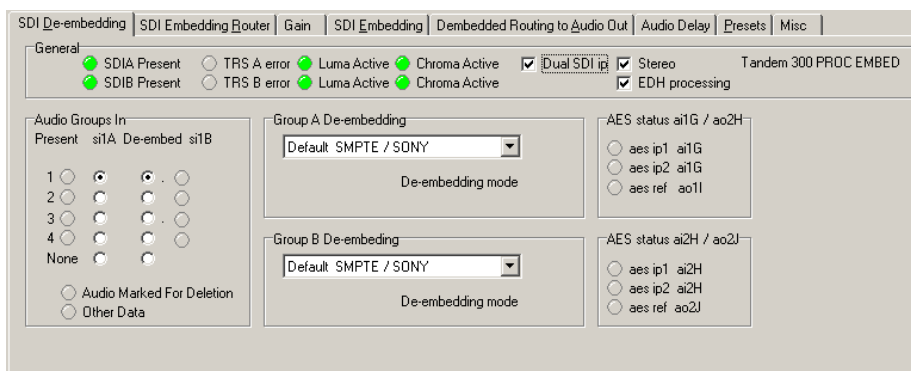 SDI De-embedding SDI Embedding Router Gain SDI Embedding Dembedded Routing to Audio Out Audio Delay Presets Misc
General
SDIA Present TRS A error Luma Active Chroma Active Dual SDI ip Stereo Tandem 300 PROC EMBED
SDIB Present TRS B error Luma Active Chroma Active EDH processing
Audio Groups In
Present si1A De-embed si1B
1 .
2
3 .
4
None
Audio Marked For Deletion
Other Data
Group A De-embedding
Default SMPTE / SONY
De-embedding mode
Group B De-embeding
Default SMPTE / SONY
De-embedding mode
AES status ai1G / ao2H
aes ip1 ai1G
aes ip2 ai1G
aes ref ao1I
AES status ai2H / ao2J
aes ip1 ai2H
aes ip2 ai2H
aes ref ao2J